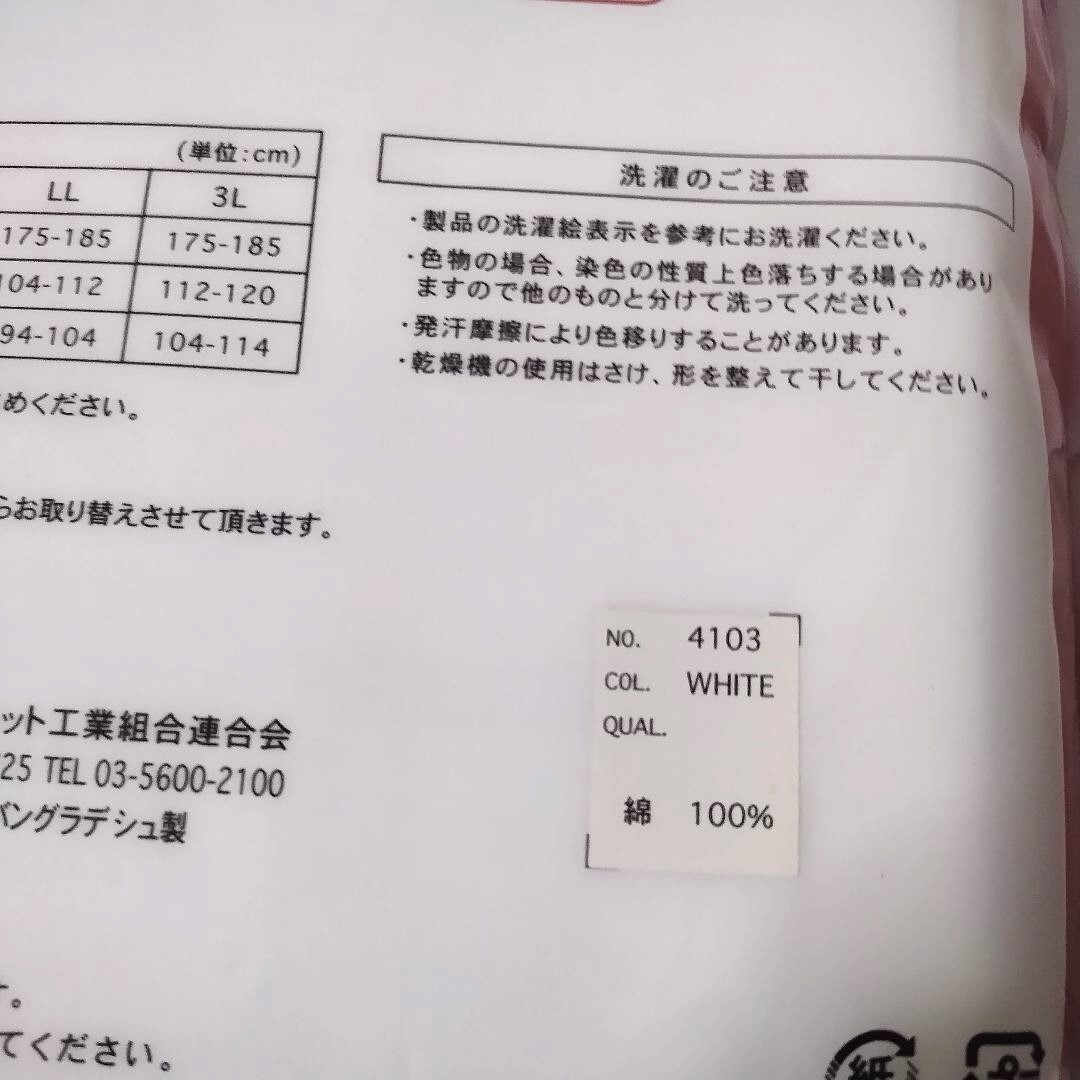 (単位:cm)
LL 3L
175-185 175-185
104-112 112-120
94-104 104-114
めください。
らお取り替えさせて頂きます。
洗濯のご注意
・製品の洗濯絵表示を参考にお洗濯ください。
・色物の場合、染色の性質上色落ちする場合があり
ますので他のものと分けて洗ってください。
・発汗摩擦により色移りすることがあります。
・乾燥機の使用はさけ、形を整えて干してください。
NO. 4103
COL. WHITE
QUAL.
綿 100%
ット工業組合連合会
25 TEL 03-5600-2100
バングラデシュ製
す。
てください。
紙